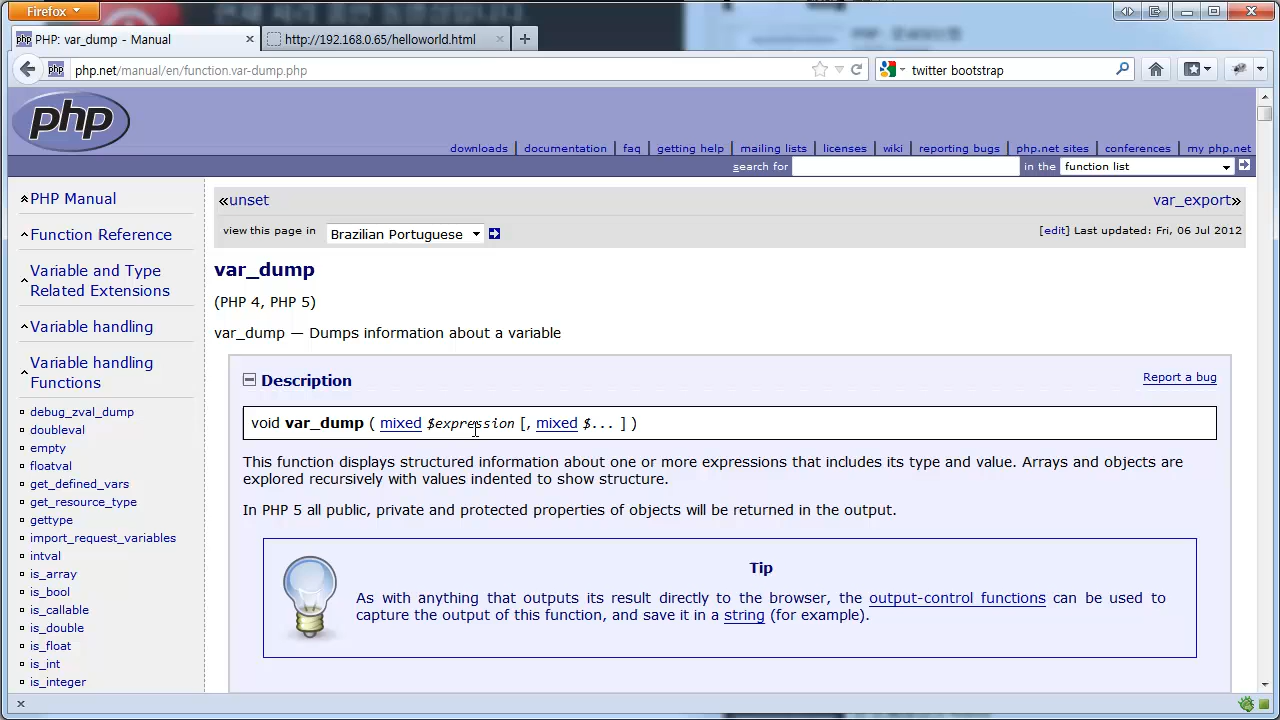 Firefox
PHP: var_dump - Manual
http://192.168.0.65/helloworld.html
php.net/manual/en/function.var-dump.php
twitter bootstrap
php
downloads | documentation | faq | getting help | mailing lists | licenses | wiki | reporting bugs | php.net sites | conferences | my php.net
search for in the function list
PHP Manual
Function Reference
Variable and Type
Related Extensions
Variable handling
Variable handling
Functions
debug_zval_dump
doubleval
empty
floatval
get_defined_vars
get_resource_type
gettype
import_request_variables
intval
is_array
is_bool
is_callable
is_double
is_float
is_int
is_integer
«unset
var_export»
view this page in Brazilian Portuguese
[edit] Last updated: Fri, 06 Jul 2012
var_dump
(PHP 4, PHP 5)
var_dump — Dumps information about a variable
Description
Report a bug
void var_dump ( mixed $expression [, mixed $... ] )
This function displays structured information about one or more expressions that includes its type and value. Arrays and objects are
explored recursively with values indented to show structure.
In PHP 5 all public, private and protected properties of objects will be returned in the output.
Tip
As with anything that outputs its result directly to the browser, the output-control functions can be used to
capture the output of this function, and save it in a string (for example).